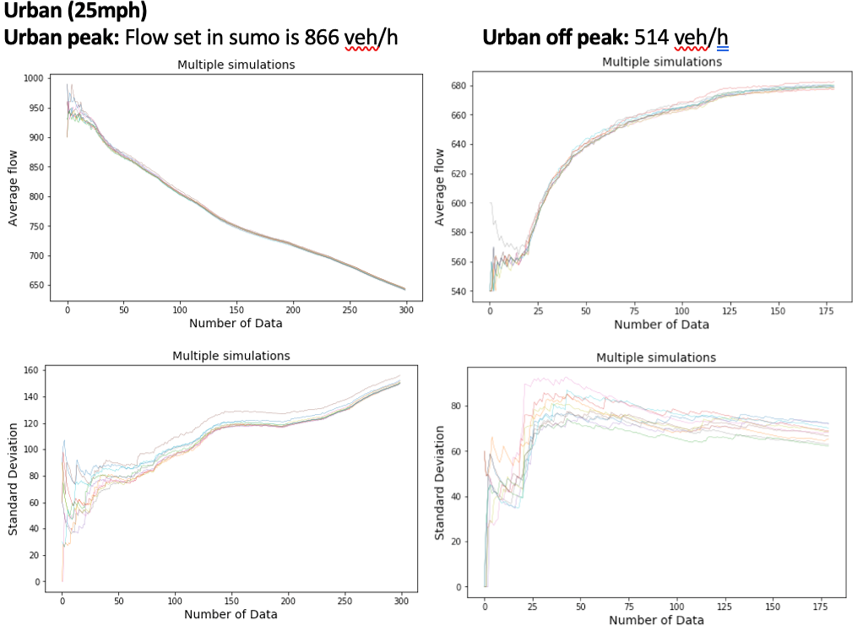 Urban (25mph)
Urban peak: Flow set in sumo is 866 veh/h
Urban off peak: 514 veh/h
Multiple simulations
Average flow
1000
950
900
850
800
750
700
650
0 50 100 150 200 250 300
Number of Data
Multiple simulations
Average flow
680
660
640
620
600
580
560
540
0 25 50 75 100 125 150 175
Number of Data
Multiple simulations
Standard Deviation
160
140
120
100
80
60
40
20
0
0 50 100 150 200 250 300
Number of Data
Multiple simulations
Standard Deviation
80
60
40
20
0
0 25 50 75 100 125 150 175
Number of Data